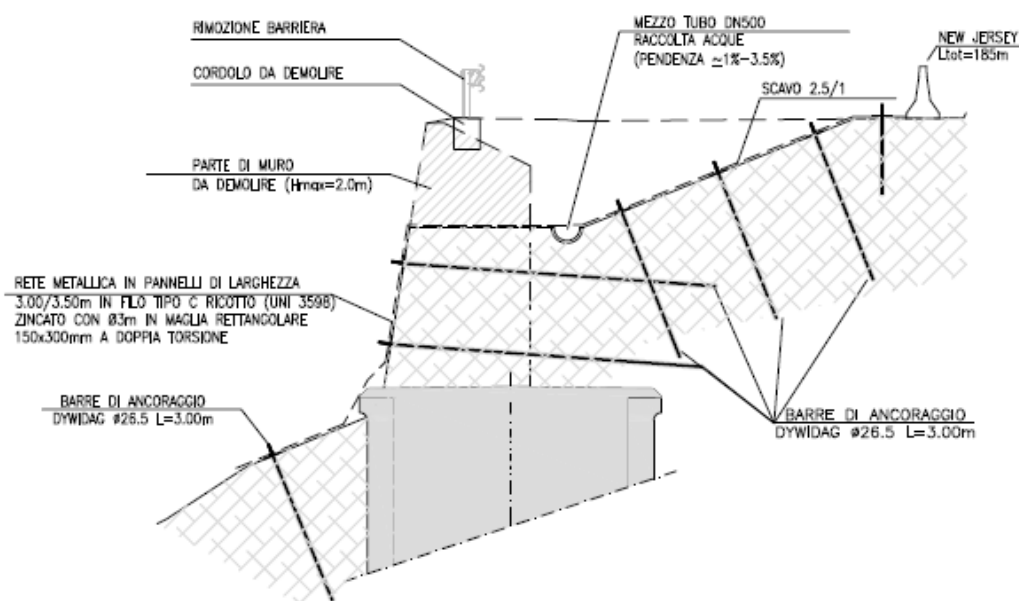 RIMOZIONE BARRIERA
CORDOLO DA DEMOLIRE
PARTE DI MURO
DA DEMOLIRE (Hmax=2.0m)
MEZZO TUBO DN500
RACCOLTA ACQUE
(PENDENZA ≃1%-3.5%)
NEW JERSEY
Ltot=185m
SCAVO 2.5/1
RETE METALLICA IN PANNELLI DI LARGHEZZA
3.00/3.50m IN FILO TIPO C RICOTTO (UNI 3598)
ZINCATO CON Ø3m IN MAGLIA RETTANGOLARE
150x300mm A DOPPIA TORSIONE
BARRE DI ANCORAGGIO
DYWIDAG ø26.5 L=3.00m
BARRE DI ANCORAGGIO
DYWIDAG ø26.5 L=3.00m